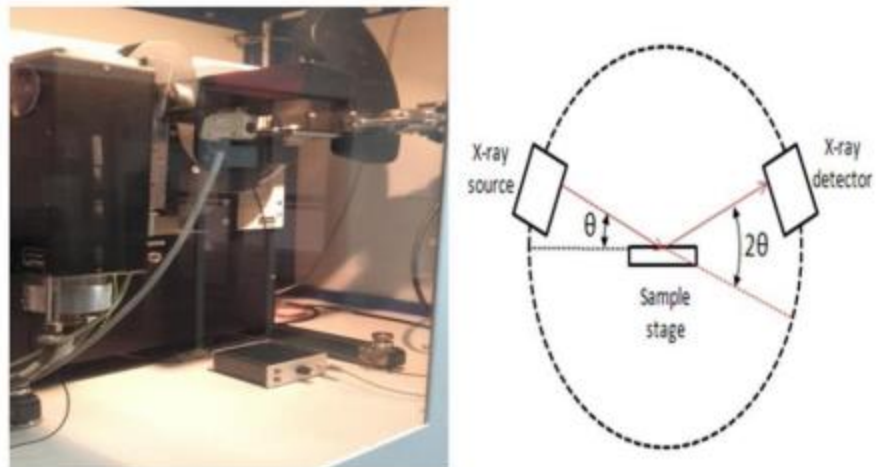 X-ray
source
X-ray
detector
θ
2θ
Sample
stage